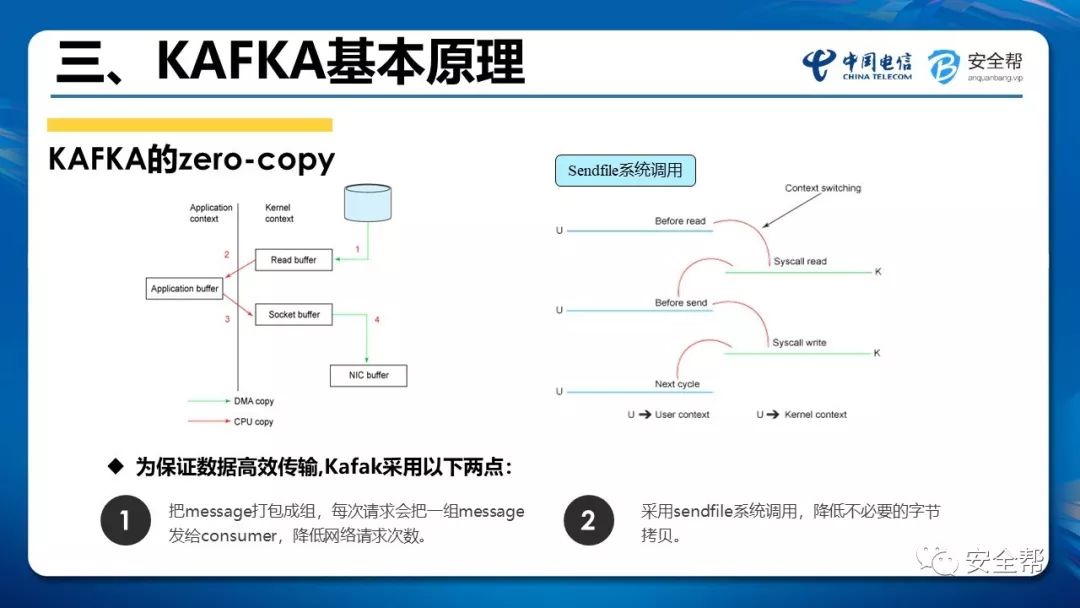 三、KAFKA基本原理
中国电信
CHINA TELECOM
安全帮
anquanbang.vip
KAFKA的zero-copy
Application
context
Kernel
context
1
2
Read buffer
Application buffer
3
Socket buffer
4
NIC buffer
DMA copy
CPU copy
Sendfile系统调用
Context switching
Before read
U
Syscall read
K
Before send
U
Syscall write
K
Next cycle
U
U → User context
U → Kernel context
◆ 为保证数据高效传输,Kafak采用以下两点：
1
把message打包成组，每次请求会把一组message
发给consumer，降低网络请求次数。
2
采用sendfile系统调用，降低不必要的字节
拷贝。
安全帮